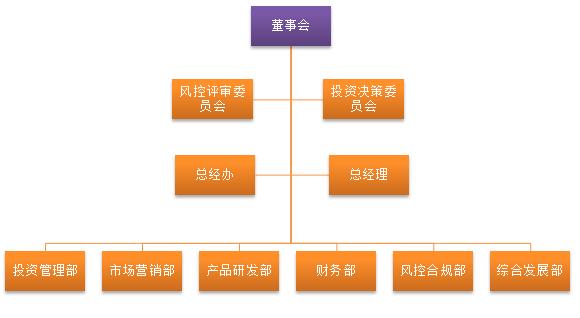 董事会
风控评审委
员会
投资决策委
员会
总经办
总经理
投资管理部
市场营销部
产品研发部
财务部
风控合规部
综合发展部